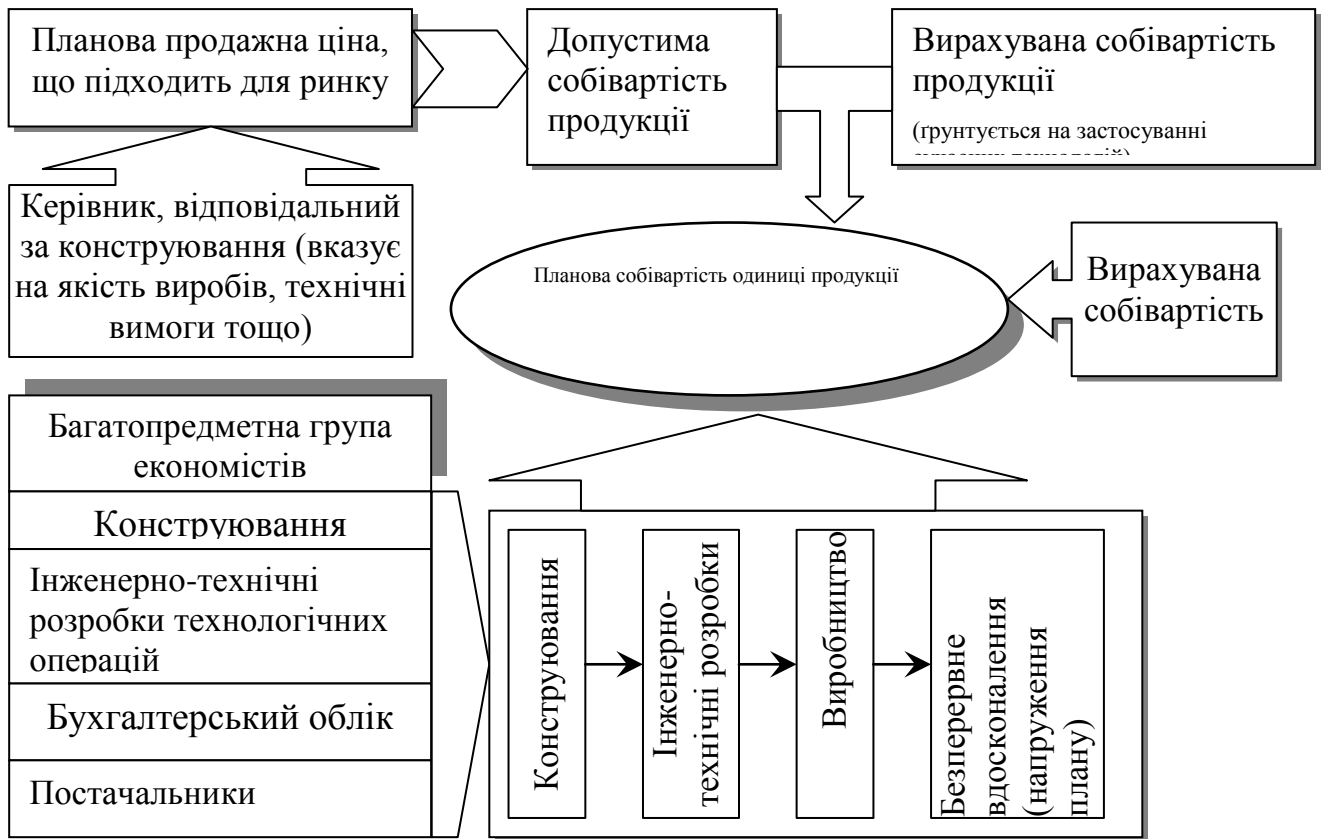 Планова продажна ціна,
що підходить для ринку
Допустима
собівартість
продукції
Вирахувана собівартість
продукції
(ґрунтується на застосуванні
сучасних технологій)
Керівник, відповідальний
за конструювання (вказує
на якість виробів, технічні
вимоги тощо)
Планова собівартість одиниці продукції
Вирахувана
собівартість
Багатопредметна група
економістів
Конструювання
Інженерно-технічні
розробки технологічних
операцій
Бухгалтерський облік
Постачальники
Конструювання
Інженерно-
технічні розробки
Виробництво
Безперервне
вдосконалення
(напруження
плану)